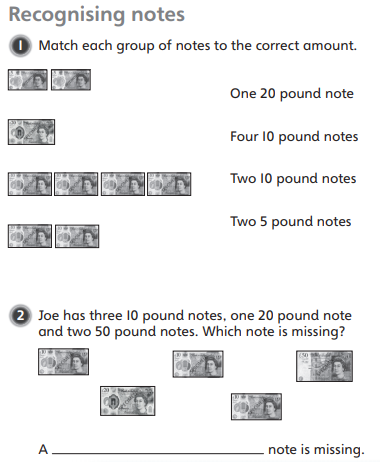 Recognising notes
1 Match each group of notes to the correct amount.
One 20 pound note
Four 10 pound notes
Two 10 pound notes
Two 5 pound notes
2 Joe has three 10 pound notes, one 20 pound note
and two 50 pound notes. Which note is missing?
£50
A ______ note is missing.